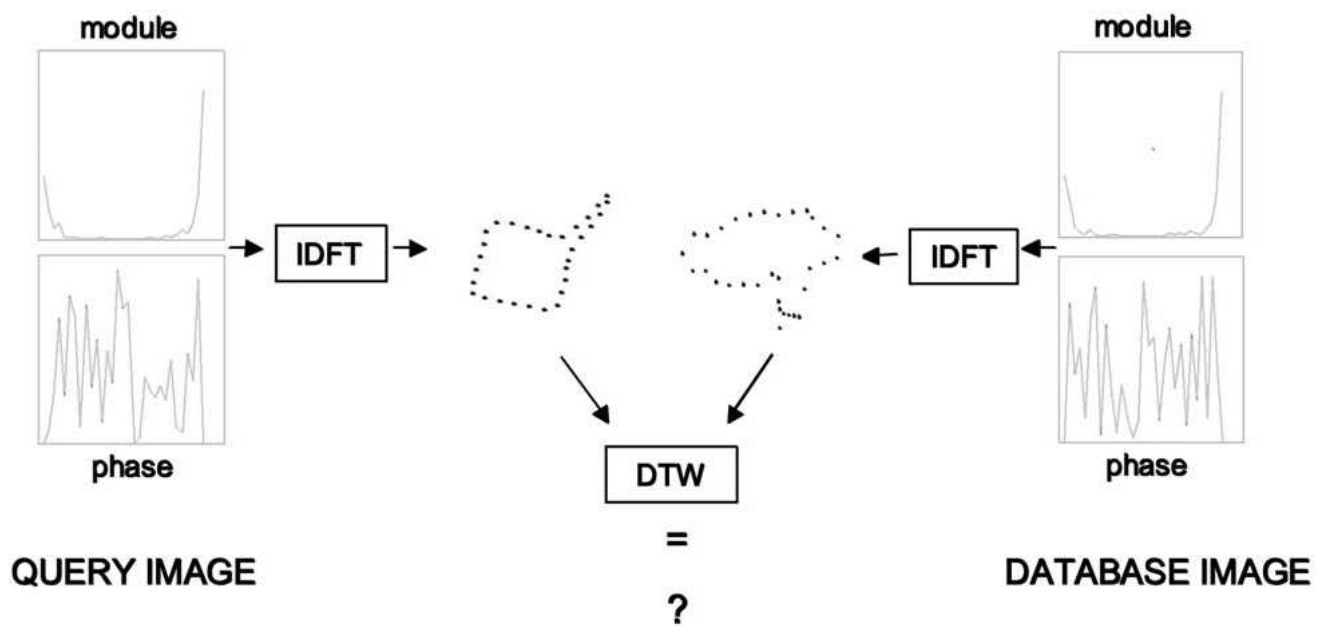 module
module
IDFT
IDFT
phase
phase
DTW
=
?
QUERY IMAGE
DATABASE IMAGE